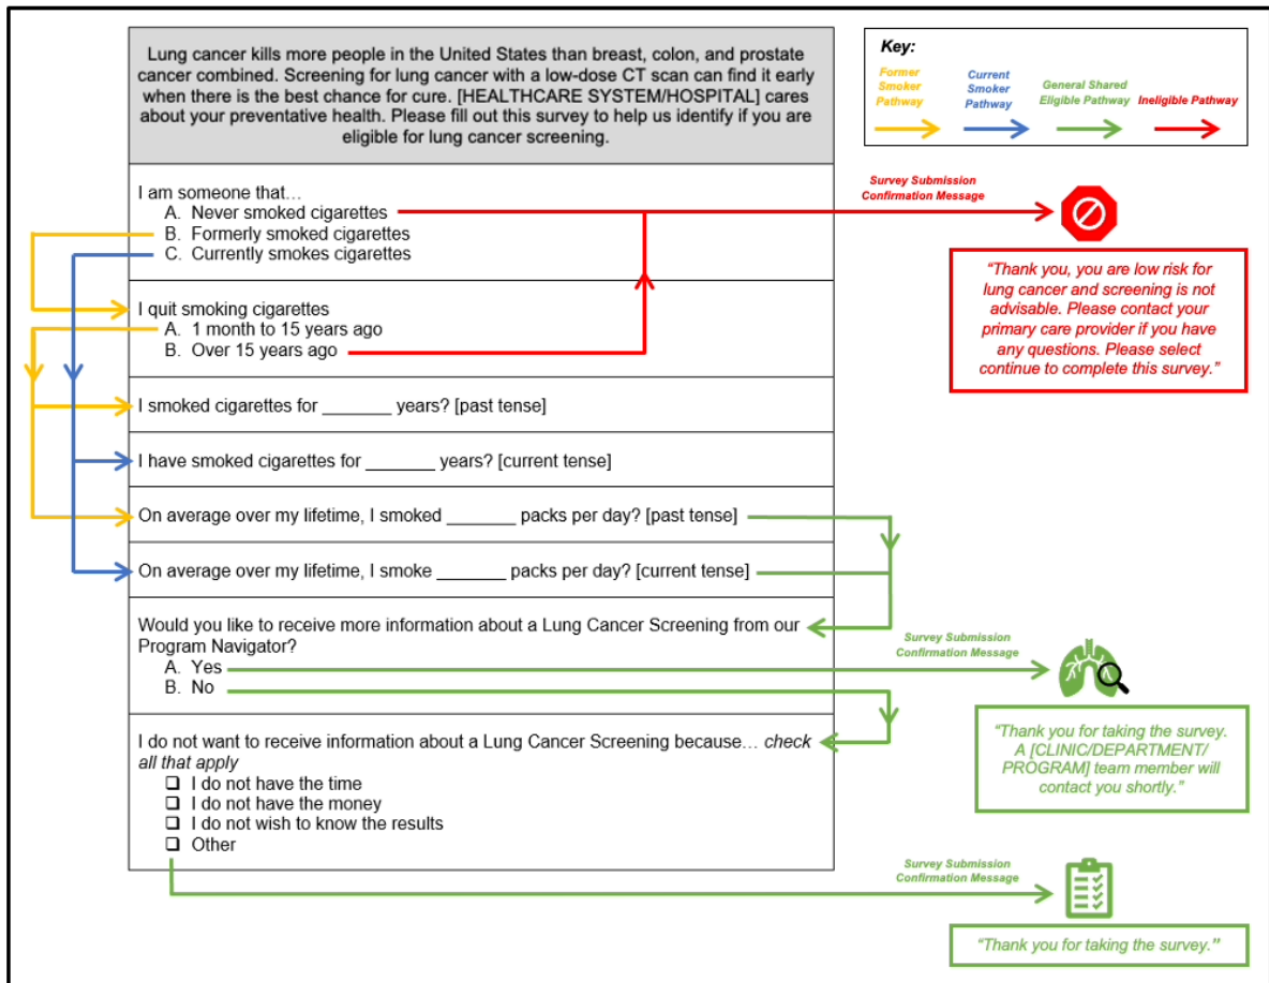 Lung cancer kills more people in the United States than breast, colon, and prostate
cancer combined. Screening for lung cancer with a low-dose CT scan can find it early
when there is the best chance for cure. [HEALTHCARE SYSTEM/HOSPITAL] cares
about your preventative health. Please fill out this survey to help us identify if you are
eligible for lung cancer screening.
Key:
Former
Smoker
Pathway
Current
Smoker
Pathway
General Shared
Eligible Pathway
Ineligible Pathway
I am someone that…
A. Never smoked cigarettes
B. Formerly smoked cigarettes
C. Currently smokes cigarettes
Survey Submission
Confirmation Message
"Thank you, you are low risk for
lung cancer and screening is not
advisable. Please contact your
primary care provider if you have
any questions. Please select
continue to complete this survey."
I quit smoking cigarettes
A. 1 month to 15 years ago
B. Over 15 years ago
I smoked cigarettes for _______ years? [past tense]
I have smoked cigarettes for _______ years? [current tense]
On average over my lifetime, I smoked _______ packs per day? [past tense]
On average over my lifetime, I smoke _______ packs per day? [current tense]
Would you like to receive more information about a Lung Cancer Screening from our
Program Navigator?
A. Yes
B. No
Survey Submission
Confirmation Message
"Thank you for taking the survey.
A [CLINIC/DEPARTMENT/
PROGRAM] team member will
contact you shortly."
I do not want to receive information about a Lung Cancer Screening because… check
all that apply
❑ I do not have the time
❑ I do not have the money
❑ I do not wish to know the results
❑ Other
Survey Submission
Confirmation Message
"Thank you for taking the survey."